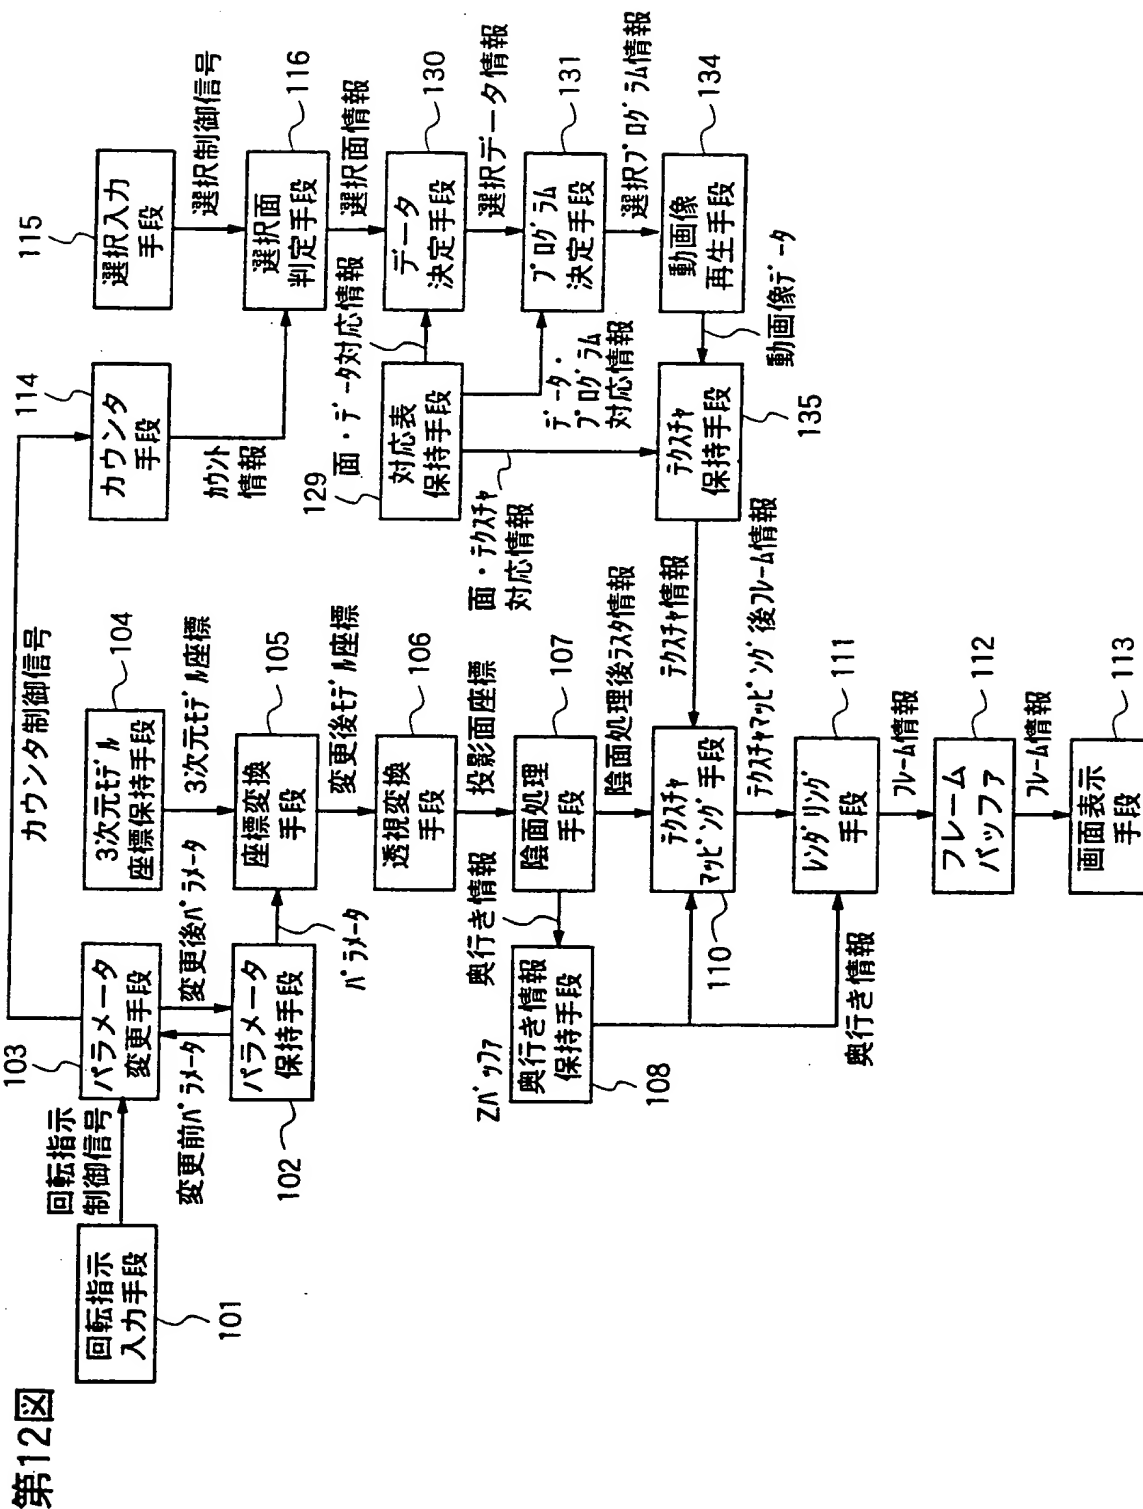 第12図
回転指示
入力手段
101
回転指示
制御信号
103
パラメータ
変更手段
カウンタ制御信号
変更前パラメータ
変更後パラメータ
パラメータ
保持手段
102
パラメータ
104
3次元モデル
座標保持手段
3次元モデル座標
座標変換
手段
105
変更後モデル座標
透視変換
手段
106
投影面座標
陰面処理
手段
107
奥行き情報
Zバッファ
奥行き情報
保持手段
108
陰面処理後ラスタ情報
テクスチャ
マッピング手段
110
テクスチャ情報
テクスチャマッピング後フレーム情報
レンダリング
手段
111
奥行き情報
フレーム情報
フレーム
バッファ
112
フレーム情報
画面表示
手段
113
114
カウンタ
手段
カウント
情報
115
選択入力
手段
選択制御信号
選択面
判定手段
116
選択面情報
面・データ対応情報
129
対応表
保持手段
データ
決定手段
130
選択データ情報
データ・
プログラム
対応情報
プログラム
決定手段
131
選択プログラム情報
面・テクスチャ
対応情報
動画像
再生手段
134
動画像データ
テクスチャ
保持手段
135